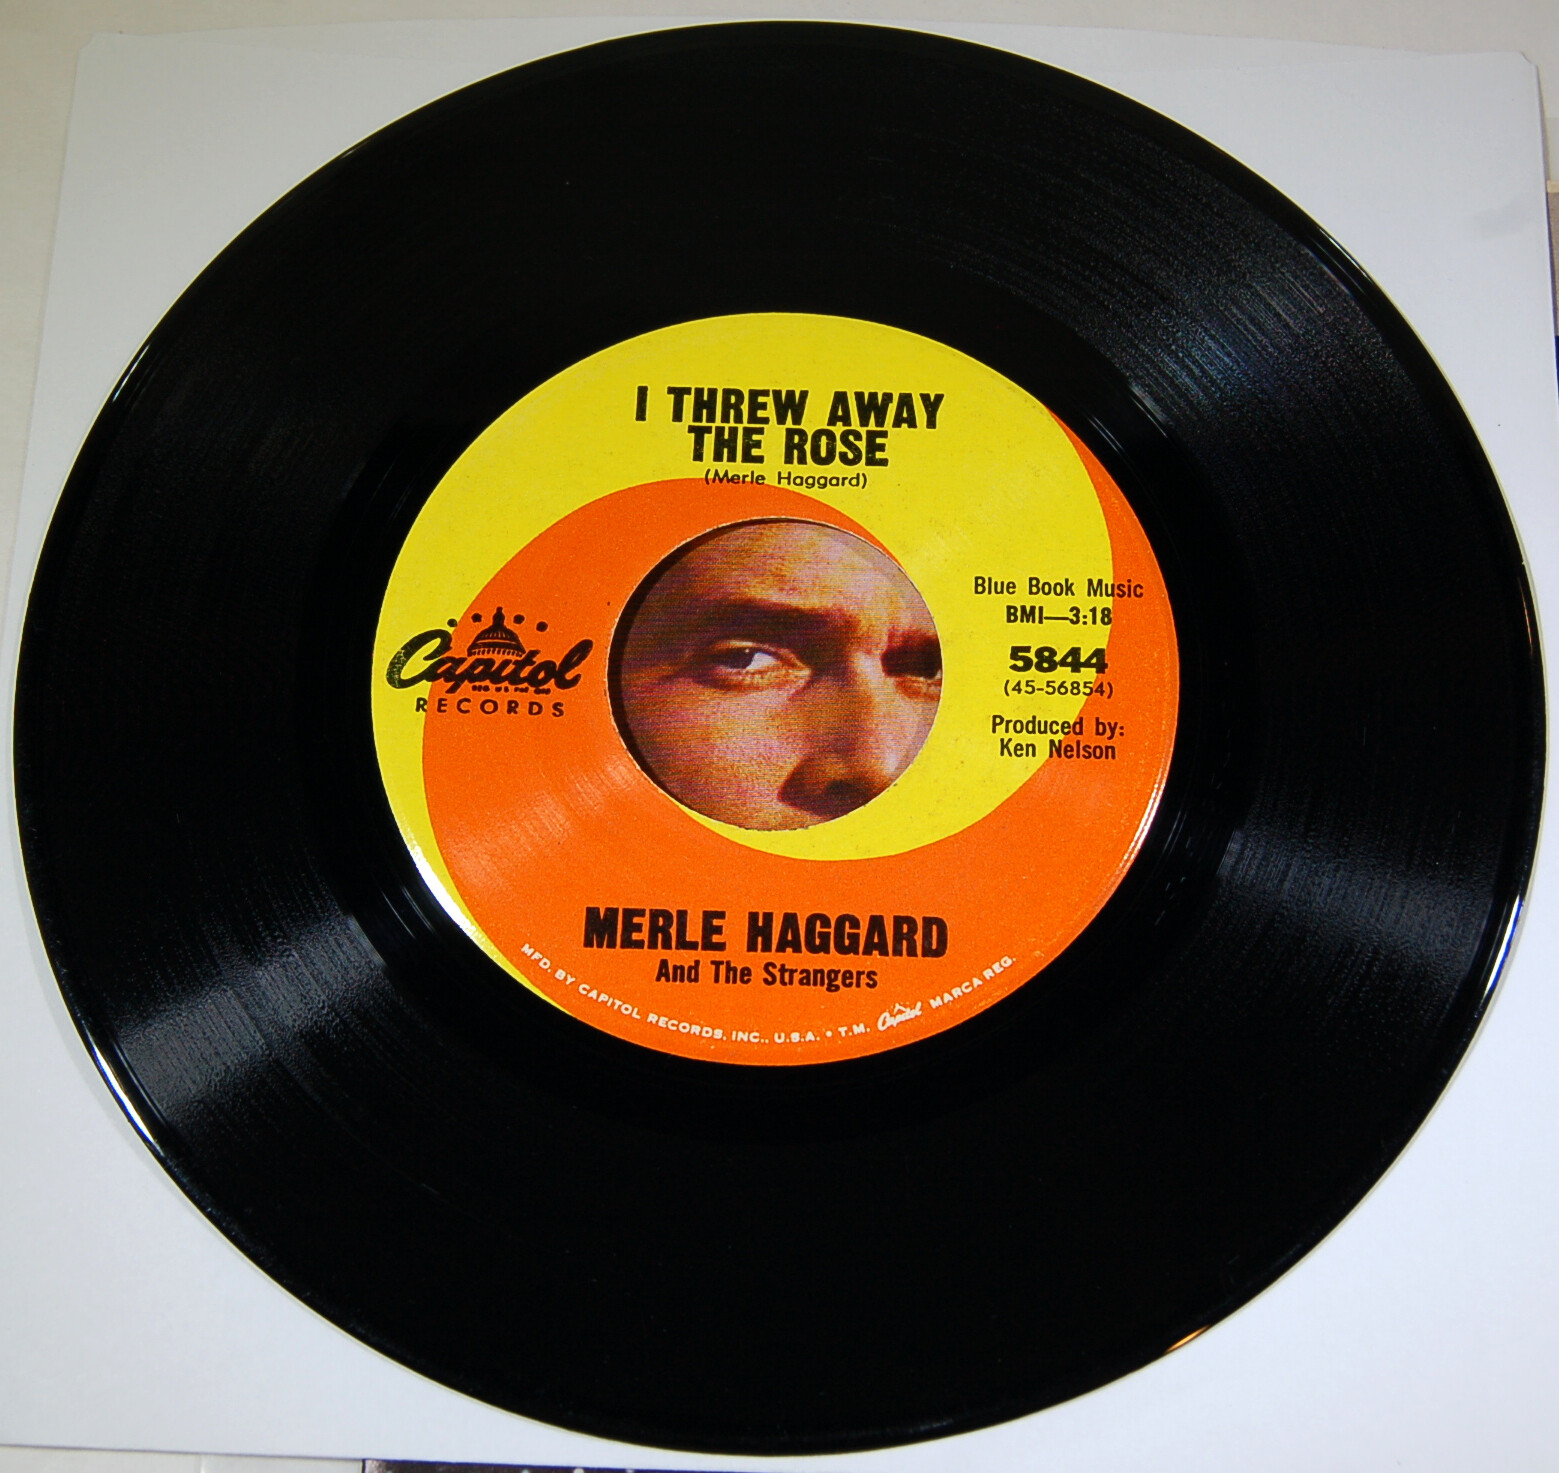 I THREW AWAY
THE ROSE
(Merle Haggard)
Blue Book Music
BMI—3:18
5844
(45-56854)
Produced by:
Ken Nelson
Capitol
RECORDS
MERLE HAGGARD
And The Strangers
MFD. BY CAPITOL RECORDS, INC., U.S.A. • T.M. Capitol MARCA REG.